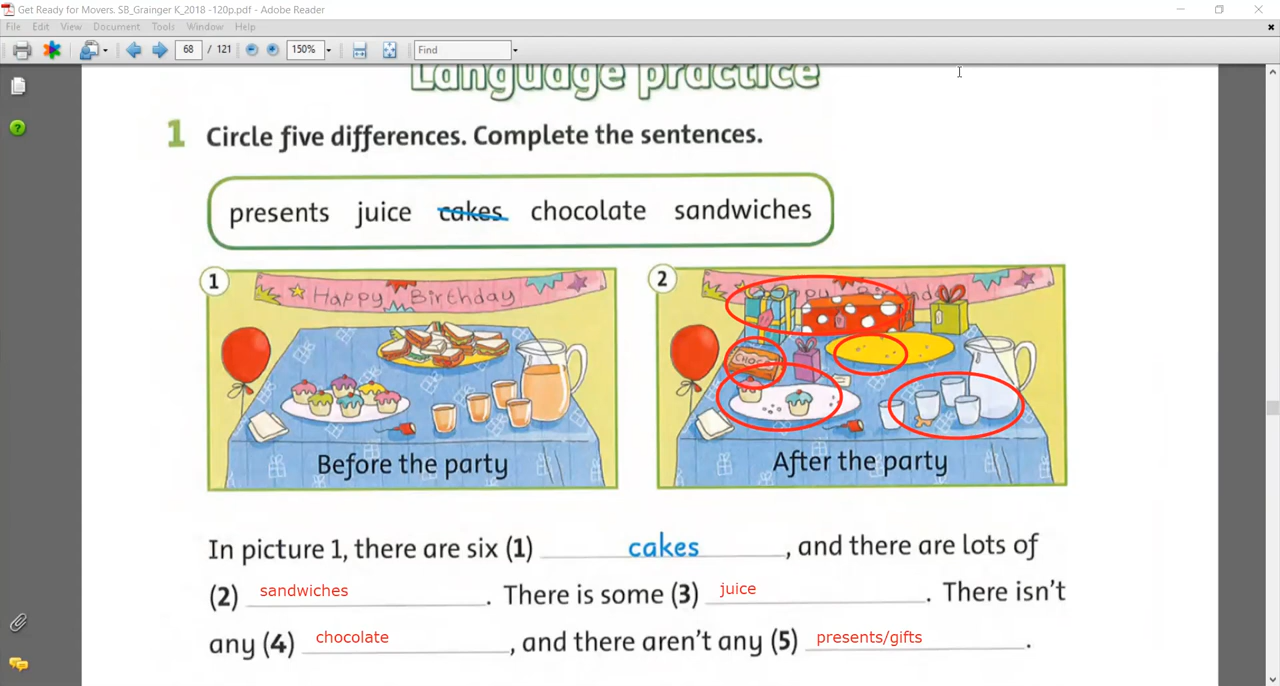 Get Ready for Movers. SB_Grainger K_2018 -120p.pdf - Adobe Reader
File Edit View Document Tools Window Help
68 / 121 150% Find
Language practice
1 Circle five differences. Complete the sentences.
presents juice cakes chocolate sandwiches
1
Happy Birthday
Before the party
2
CHOC
After the party
In picture 1, there are six (1) cakes, and there are lots of
(2) sandwiches. There is some (3) juice. There isn't
any (4) chocolate, and there aren't any (5) presents/gifts.